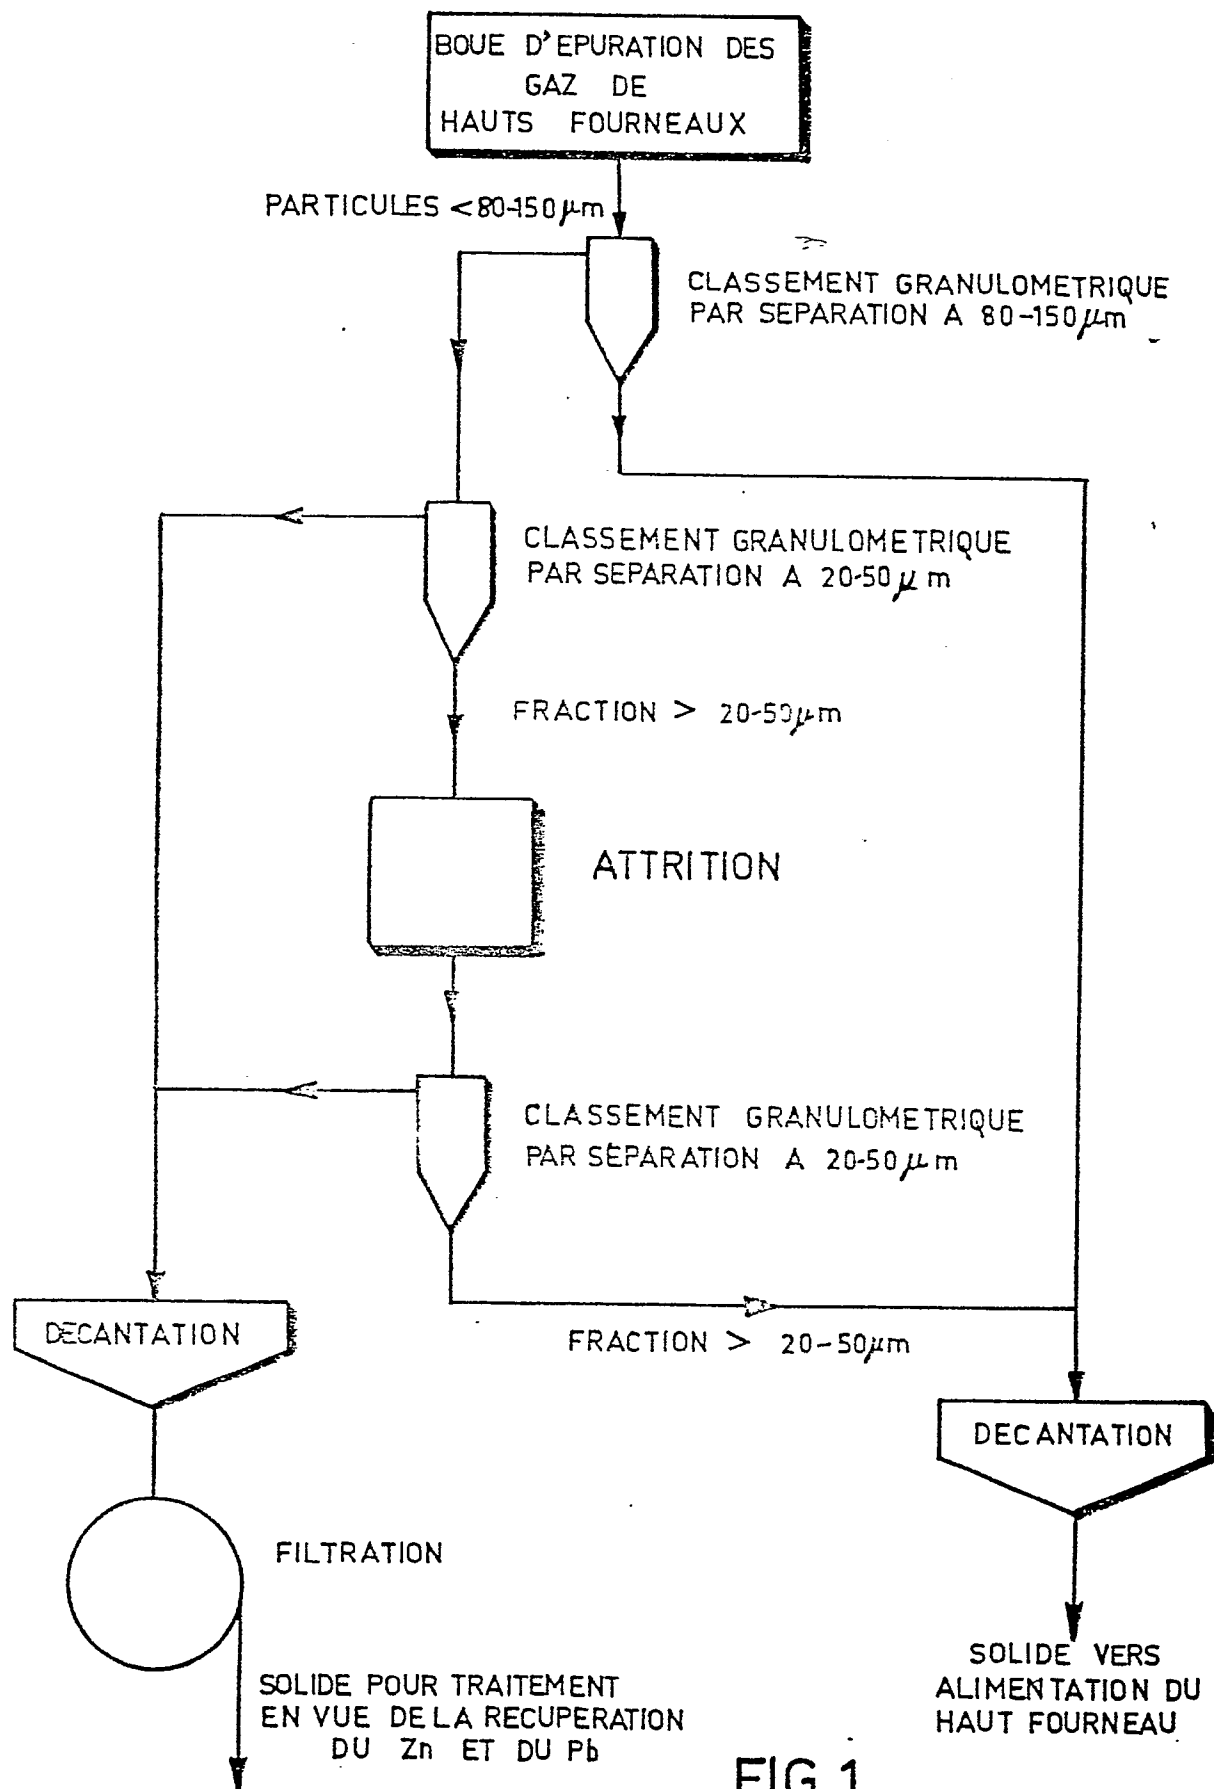 BOUE D'EPURATION DES
GAZ DE
HAUTS FOURNEAUX
PARTICULES <80-150µm
CLASSEMENT GRANULOMETRIQUE
PAR SEPARATION A 80-150µm
CLASSEMENT GRANULOMETRIQUE
PAR SEPARATION A 20-50µm
FRACTION > 20-50µm
ATTRITION
CLASSEMENT GRANULOMETRIQUE
PAR SEPARATION A 20-50µm
DECANTATION
FRACTION > 20-50µm
DECANTATION
FILTRATION
SOLIDE VERS
ALIMENTATION DU
HAUT FOURNEAU
SOLIDE POUR TRAITEMENT
EN VUE DE LA RECUPERATION
DU Zn ET DU Pb
FIG.1